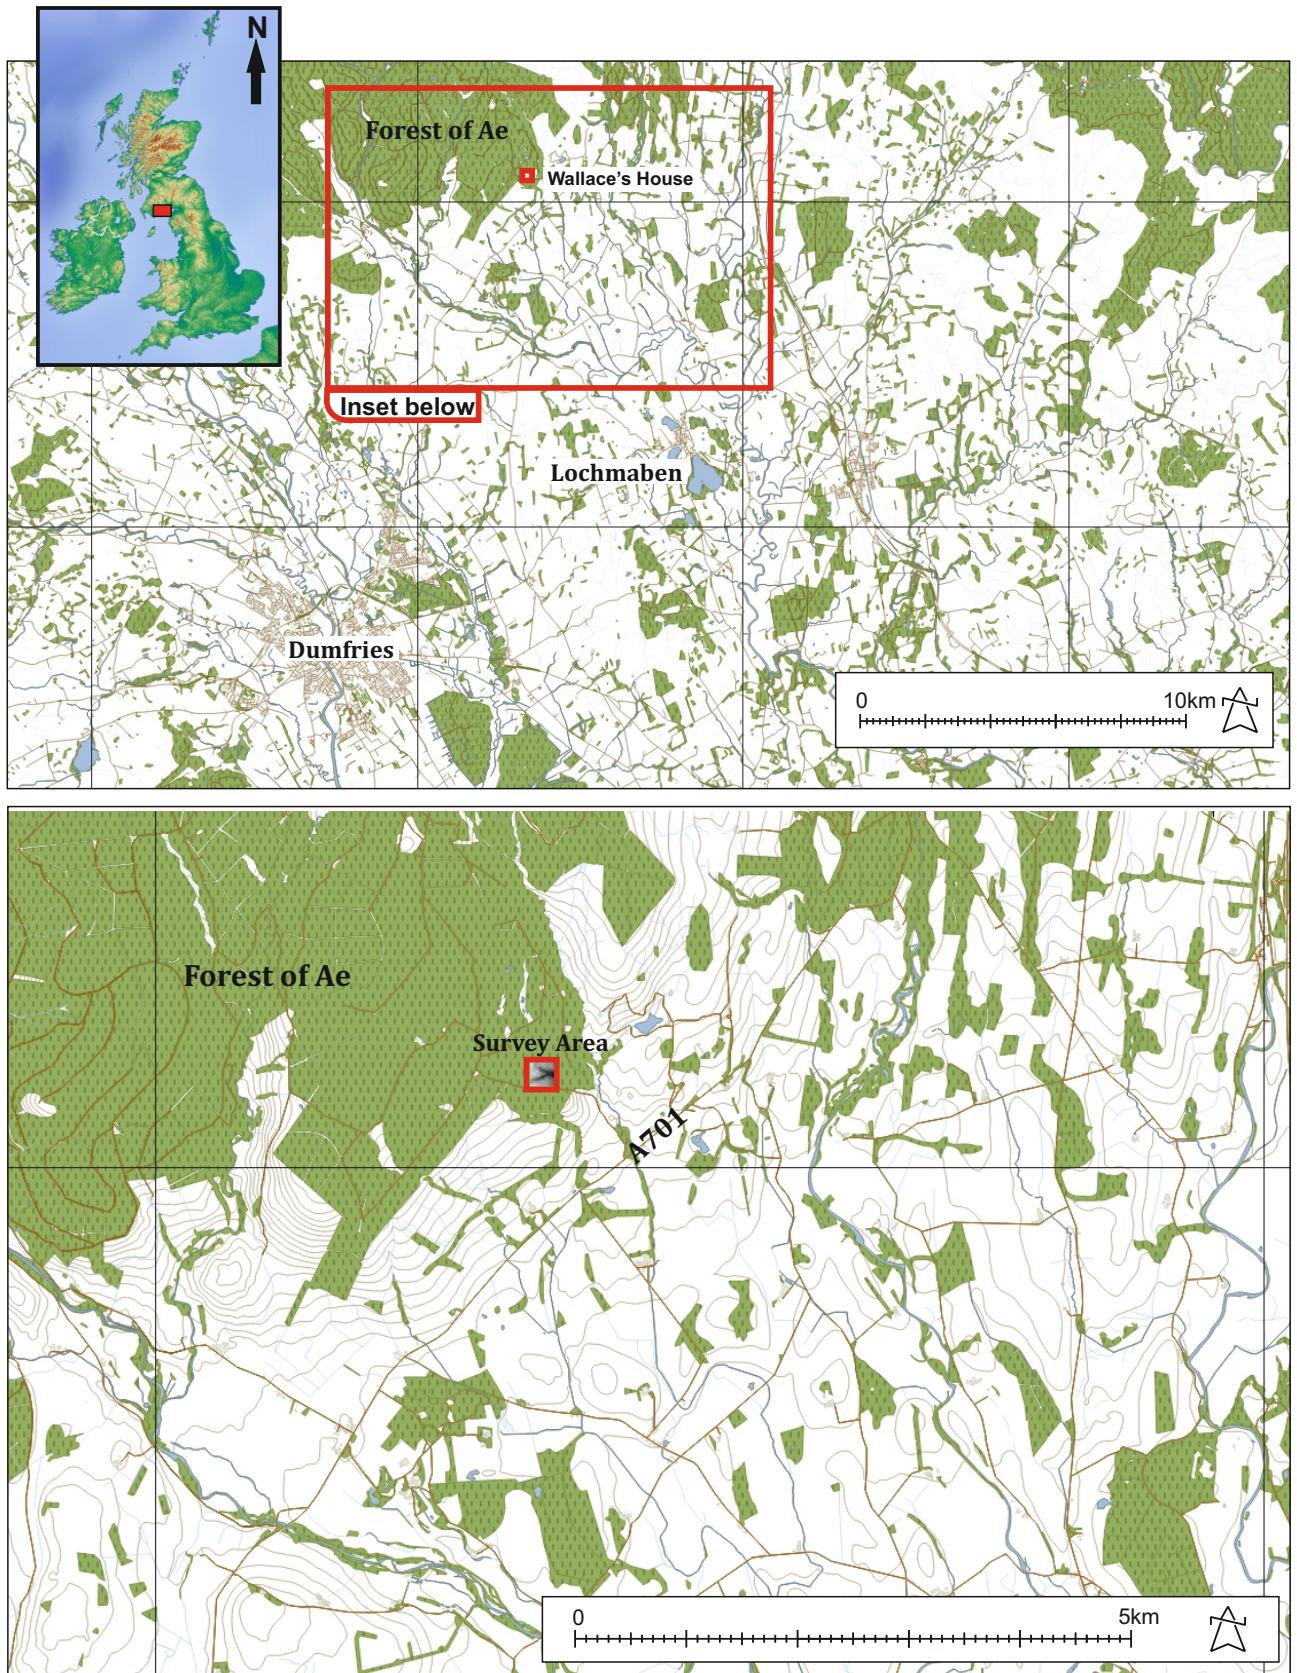 N
Forest of Ae
Wallace's House
Inset below
Lochmaben
Dumfries
0 10km
Forest of Ae
Survey Area
A701
0 5km